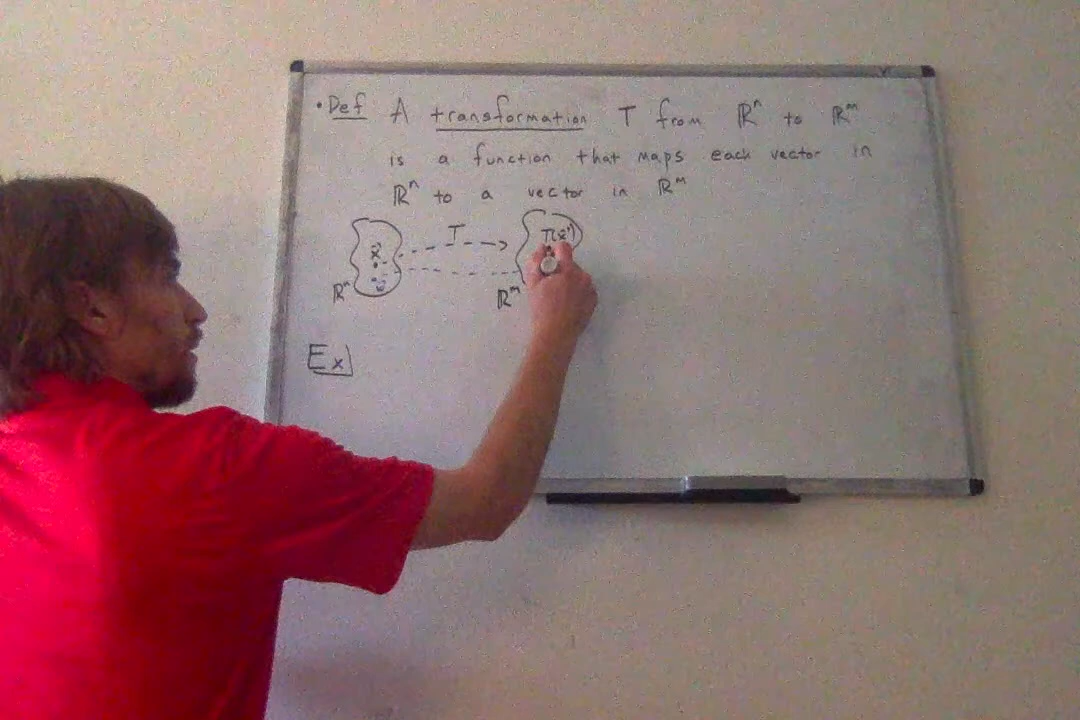 • Def A transformation T from ℝⁿ to ℝᵐ
is a function that maps each vector in
ℝⁿ to a vector in ℝᵐ
T
x⃗ T(x⃗)
w⃗
ℝⁿ ℝᵐ
Ex